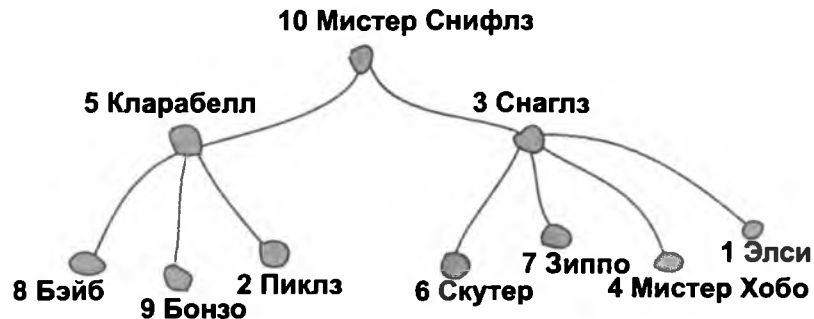 10 Мистер Снифлз
5 Кларабелл
3 Снаглз
8 Бэйб
9 Бонзо
2 Пиклз
6 Скутер
7 Зиппо
4 Мистер Хобо
1 Элси